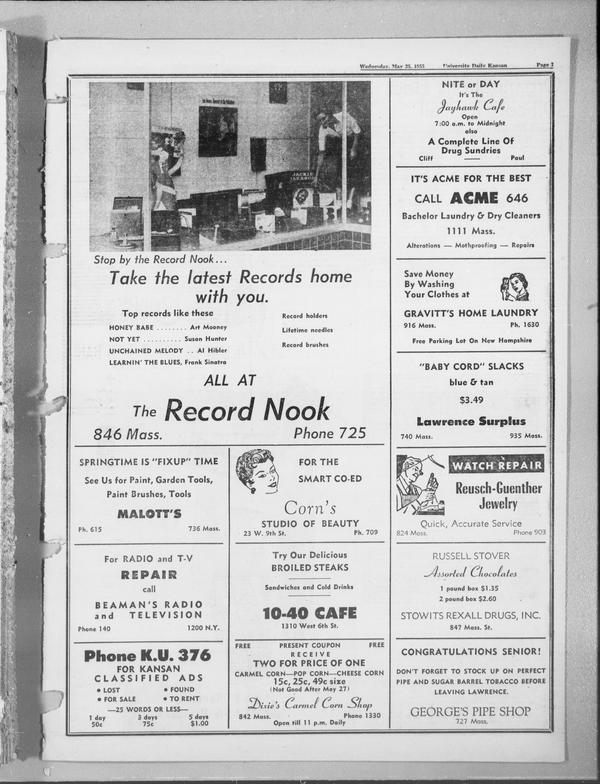 Wednesday, May 25, 1955 University Daily Kansan Page 7
JACKIE GLEASON
Stop by the Record Nook...
Take the latest Records home
with you.
Top records like these
HONEY BABE ........ Art Mooney
NOT YET .......... Susan Hunter
UNCHAINED MELODY .. Al Hibler
LEARNIN' THE BLUES, Frank Sinatra
Record holders
Lifetime needles
Record brushes
ALL AT
The Record Nook
846 Mass. Phone 725
NITE or DAY
It's The
Jayhawk Cafe
Open
7:00 a.m. to Midnight
also
A Complete Line Of
Drug Sundries
Cliff —— Paul
IT'S ACME FOR THE BEST
CALL ACME 646
Bachelor Laundry & Dry Cleaners
1111 Mass.
Alterations — Mothproofing — Repairs
Save Money
By Washing
Your Clothes at
GRAVITT'S HOME LAUNDRY
916 Mass. Ph. 1630
Free Parking Lot On New Hampshire
"BABY CORD" SLACKS
blue & tan
$3.49
Lawrence Surplus
740 Mass. 935 Mass.
SPRINGTIME IS "FIXUP" TIME
See Us for Paint, Garden Tools,
Paint Brushes, Tools
MALOTT'S
Ph. 615 736 Mass.
FOR THE
SMART CO-ED
Corn's
STUDIO OF BEAUTY
23 W. 9th St. Ph. 709
WATCH REPAIR
Reusch-Guenther
Jewelry
Quick, Accurate Service
824 Mass. Phone 903
For RADIO and T-V
REPAIR
call
BEAMAN'S RADIO
and TELEVISION
Phone 140 1200 N.Y.
Try Our Delicious
BROILED STEAKS
Sandwiches and Cold Drinks
10-40 CAFE
1310 West 6th St.
RUSSELL STOVER
Assorted Chocolates
1 pound box $1.35
2 pound box $2.60
STOWITS REXALL DRUGS, INC.
847 Mass. St.
Phone K.U. 376
FOR KANSAN
CLASSIFIED ADS
• LOST • FOUND
• FOR SALE • TO RENT
—25 WORDS OR LESS—
1 day 3 days 5 days
50c 75c $1.00
FREE PRESENT COUPON FREE
RECEIVE
TWO FOR PRICE OF ONE
CARMEL CORN—POP CORN—CHEESE CORN
15c, 25c, 49c size
(Not Good After May 27)
Dixie's Carmel Corn Shop
842 Mass. Phone 1330
Open till 11 p.m. Daily
CONGRATULATIONS SENIOR!
DON'T FORGET TO STOCK UP ON PERFECT
PIPE AND SUGAR BARREL TOBACCO BEFORE
LEAVING LAWRENCE.
GEORGE'S PIPE SHOP
727 Mass.